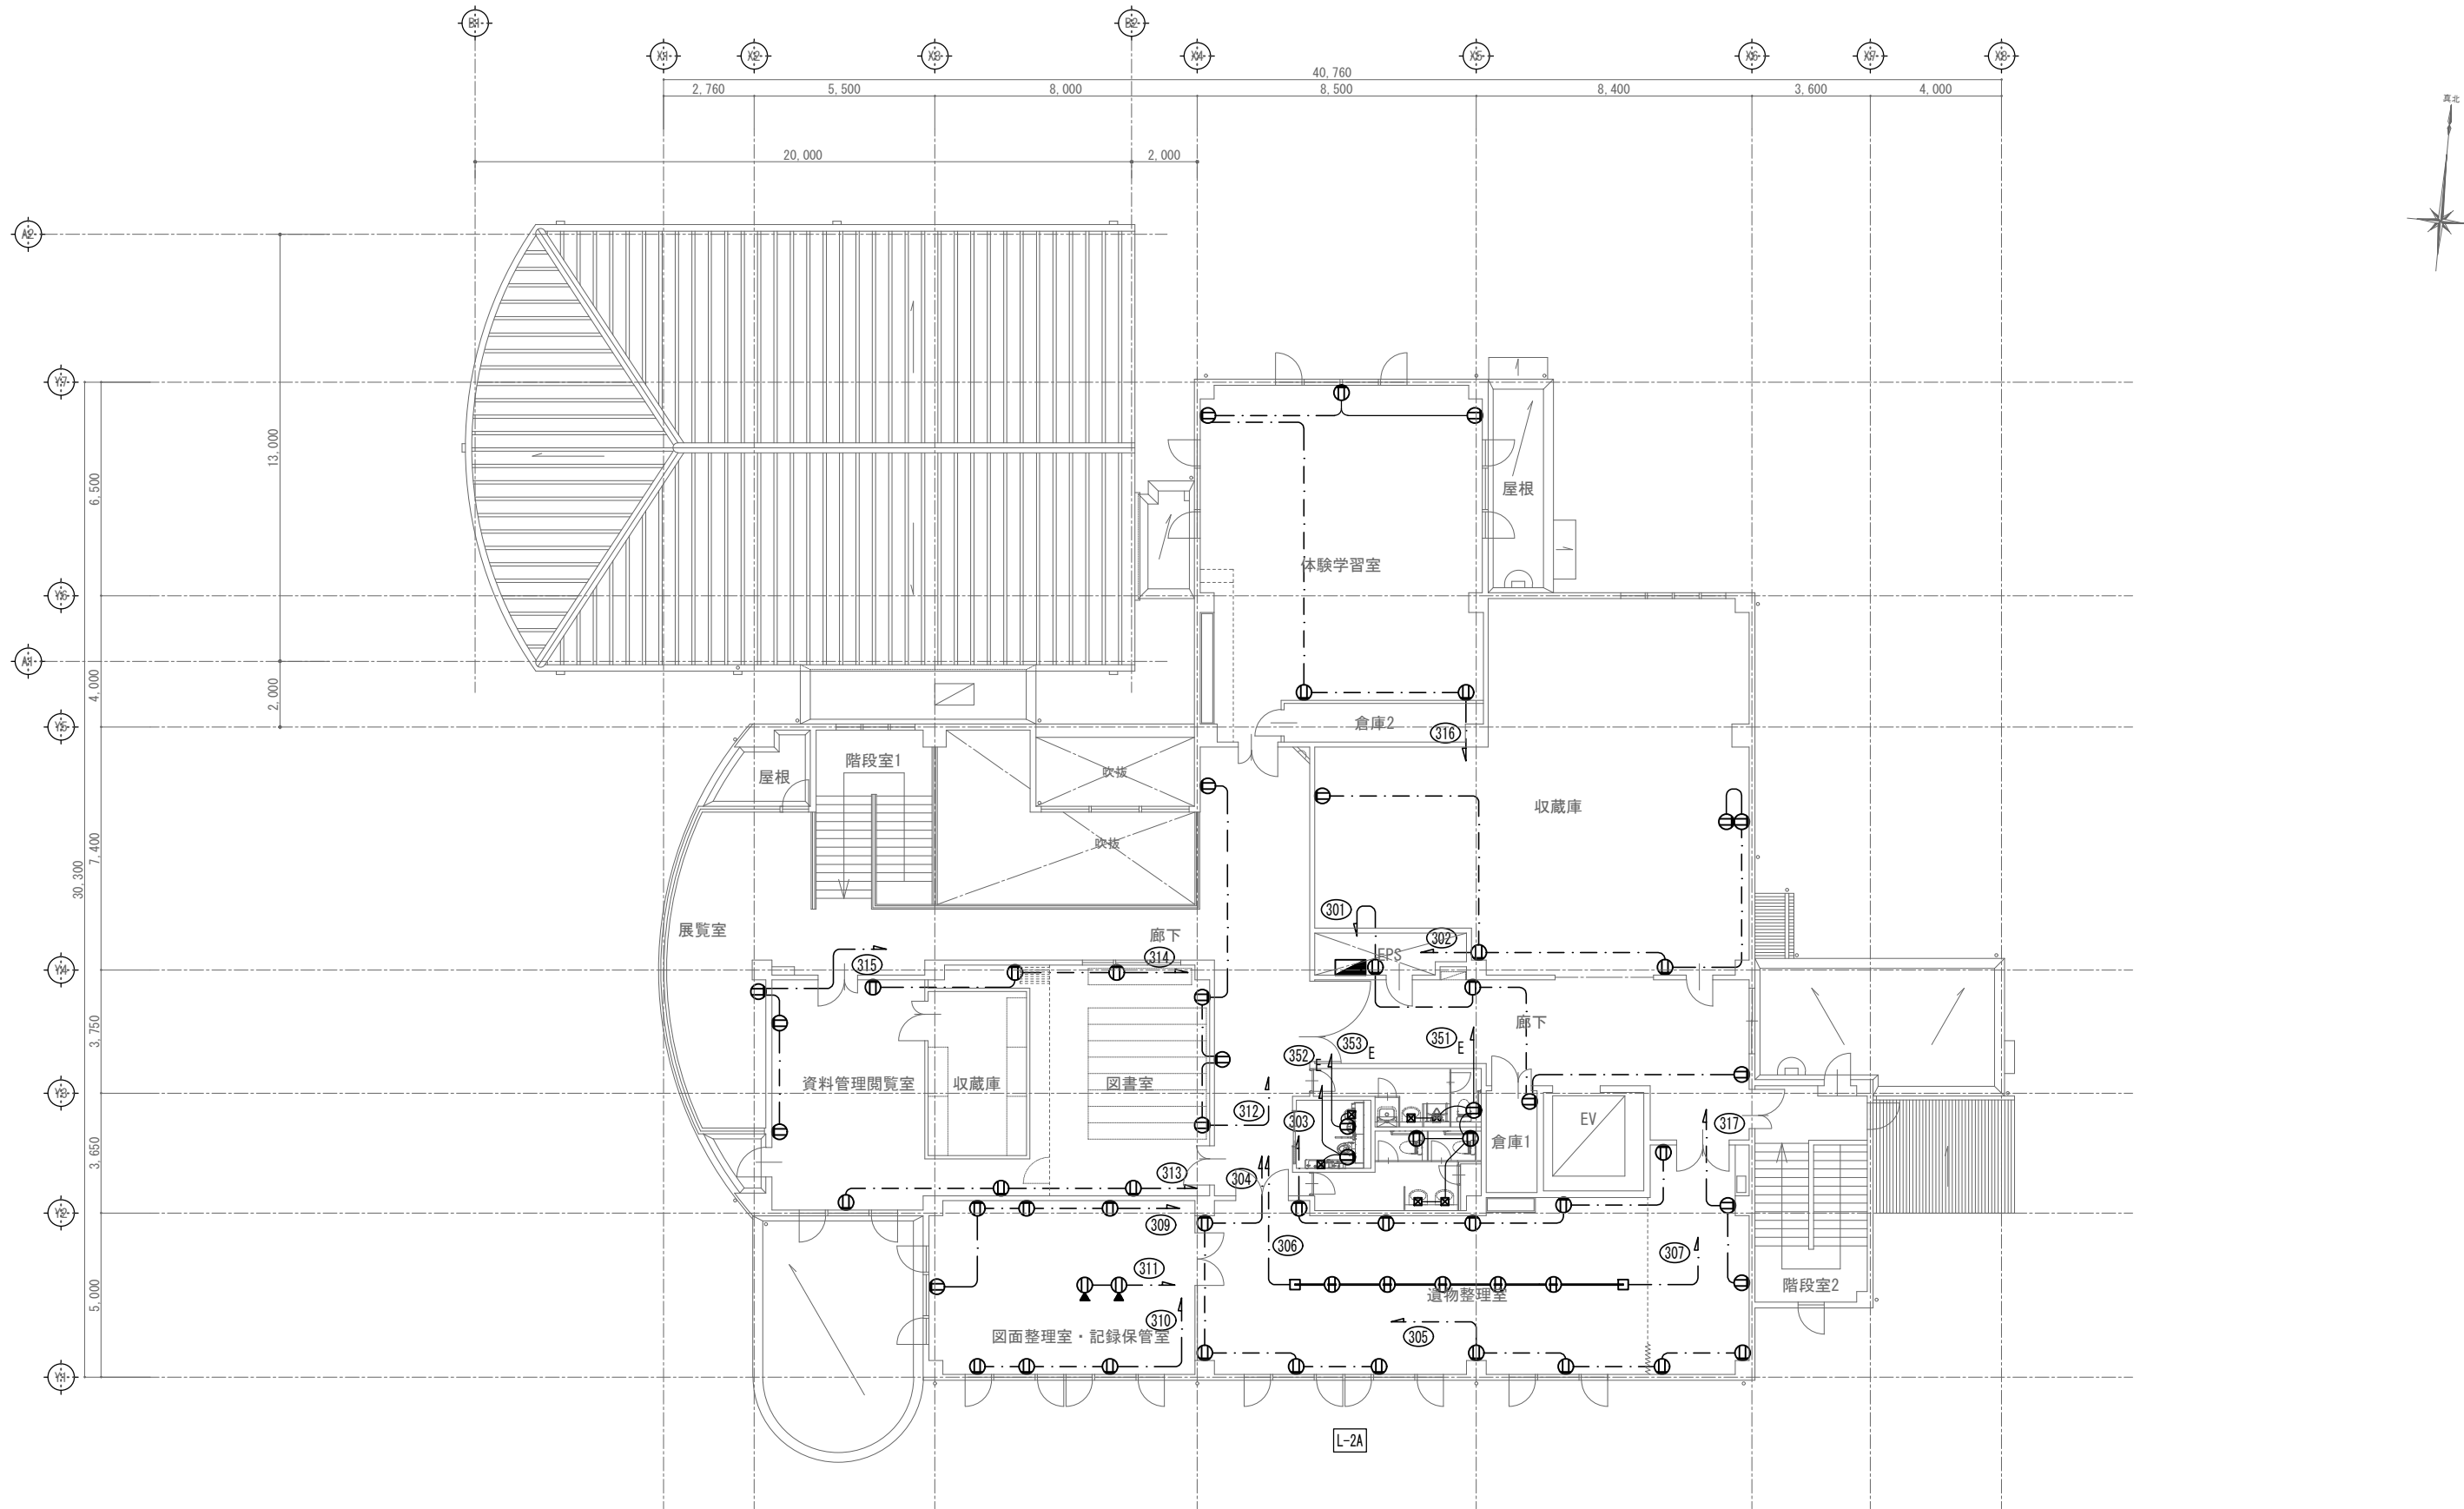 B1
B2
X1
X2
X3
X4
X5
X6
X7
X8
真北
40,760
2,760
5,500
8,000
8,500
8,400
3,600
4,000
20,000
2,000
A2
Y7
Y6
A1
Y5
Y4
Y3
Y2
Y1
13,000
2,000
6,500
4,000
7,400
30,300
3,750
3,650
5,000
屋根
体験学習室
倉庫2
316
階段室1
屋根
吹抜
吹抜
収蔵庫
301
302
EPS
展覧室
廊下
314
315
廊下
351
E
353
E
352
E
資料管理閲覧室
収蔵庫
図書室
312
303
倉庫1
EV
317
313
304
309
306
307
311
遺物整理室
階段室2
310
305
図面整理室・記録保管室
L-2A